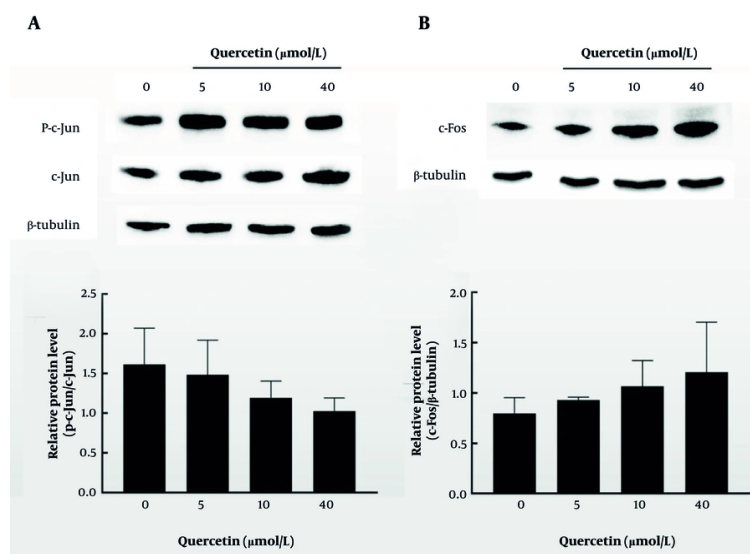 A
Quercetin (μmol/L)
0 5 10 40
P-c-Jun
c-Jun
β-tubulin
2.5
2.0
1.5
1.0
0.5
0.0
Relative protein level
(p-c-Jun/c-Jun)
0 5 10 40
Quercetin (μmol/L)
B
Quercetin (μmol/L)
0 5 10 40
c-Fos
β-tubulin
2.0
1.5
1.0
0.5
0.0
Relative protein level
(c-Fos/β-tubulin)
0 5 10 40
Quercetin (μmol/L)